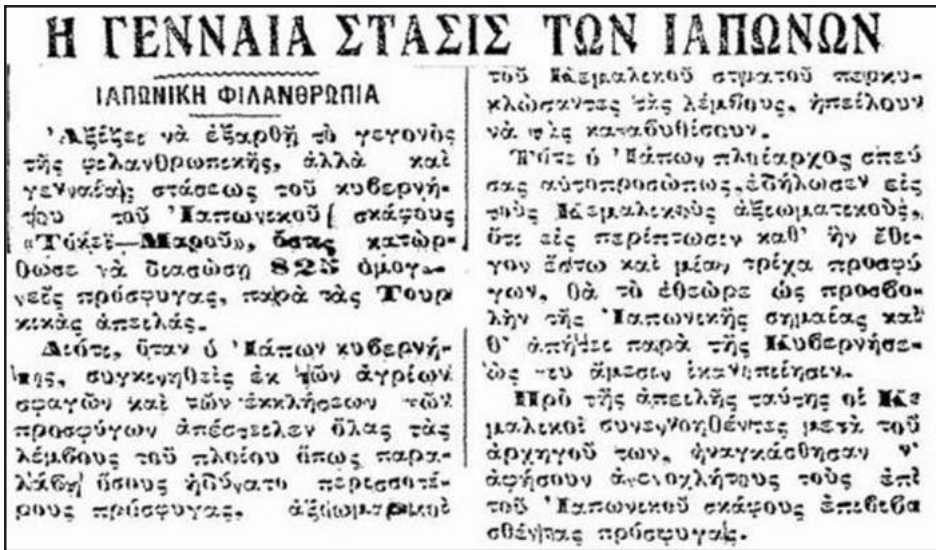 Η ΓΕΝΝΑΙΑ ΣΤΑΣΙΣ ΤΩΝ ΙΑΠΩΝΩΝ
ΙΑΠΩΝΙΚΗ ΦΙΛΑΝΘΡΩΠΙΑ
Ἀξίζει νὰ ἐξαρθῇ τὸ γεγονὸς
τῆς φιλανθρωπικῆς, ἀλλὰ καὶ
γενναίας στάσεως τοῦ κυβερνή-
του τοῦ Ἰαπωνικοῦ σκάφους
«Τόκεϊ—Μαροῦ», ὅστις κατώρ-
θωσε νὰ διασώσῃ 825 ὁμογε-
νεῖς πρόσφυγας, παρὰ τὰς Τουρ
κικὰς ἀπειλάς.
Διότι, ὅταν ὁ Ἰάπων κυβερνή-
της, συγκινηθεὶς ἐκ τῶν ἀγρίων
σφαγῶν καὶ τῶν ἐκκλήσεων τῶν
προσφύγων ἀπέστειλεν ὅλας τὰς
λέμβους τοῦ πλοίου ὅπως παρα-
λάβῃ ὅσους ἠδύνατο περισσοτέ-
ρους πρόσφυγας, ἀξιωματικοὶ
τοῦ Κεμαλικοῦ στρατοῦ περικυ-
κλώσαντες τὰς λέμβους, ἠπείλουν
νὰ τὰς καταβυθίσουν.
Τότε ὁ Ἰάπων πλοίαρχος σπεύ
σας αὐτοπροσώπως, ἐδήλωσεν εἰς
τοὺς Κεμαλικοὺς ἀξιωματικούς,
ὅτι εἰς περίπτωσιν καθ' ἣν ἔθι-
γον ἔστω καὶ μίαν τρίχα προσφύ
γων, θὰ τὸ ἐθεώρει ὡς προσβο-
λὴν τῆς Ἰαπωνικῆς σημαίας καὶ
θ' ἀπῄτει παρὰ τῆς Κυβερνήσε-
ώς του ἄμεσον ἱκανοποίησιν.
Πρὸ τῆς ἀπειλῆς ταύτης οἱ Κε
μαλικοὶ συνεννοηθέντες μετὰ τοῦ
ἀρχηγοῦ των, ἠναγκάσθησαν ν'
ἀφήσουν ἀνενοχλήτους τοὺς ἐπὶ
τοῦ Ἰαπωνικοῦ σκάφους ἐπιβιβα
σθέντας πρόσφυγας.